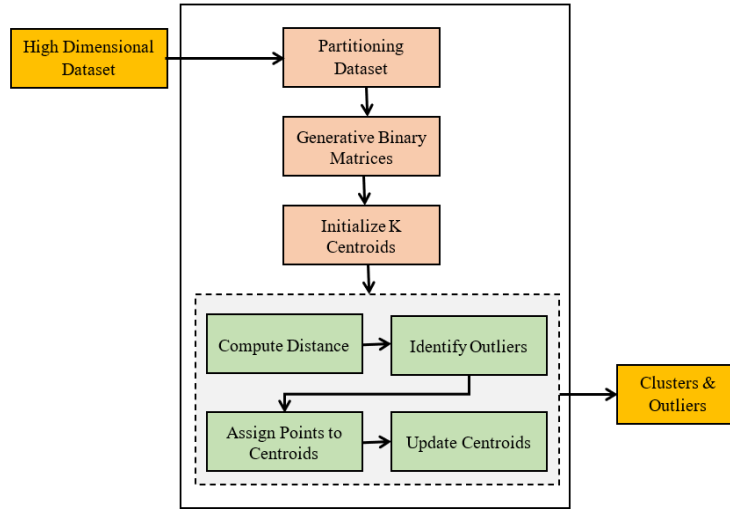 High Dimensional
Dataset
Partitioning
Dataset
Generative Binary
Matrices
Initialize K
Centroids
Compute Distance
Identify Outliers
Assign Points to
Centroids
Update Centroids
Clusters &
Outliers